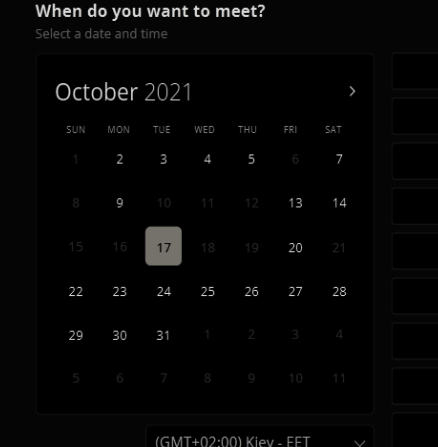 When do you want to meet?
Select a date and time
October 2021 >
SUN MON TUE WED THU FRI SAT
1 2 3 4 5 6 7
8 9 10 11 12 13 14
15 16 17 18 19 20 21
22 23 24 25 26 27 28
29 30 31 1 2 3 4
5 6 7 8 9 10 11
(GMT+02:00) Kiev - EET